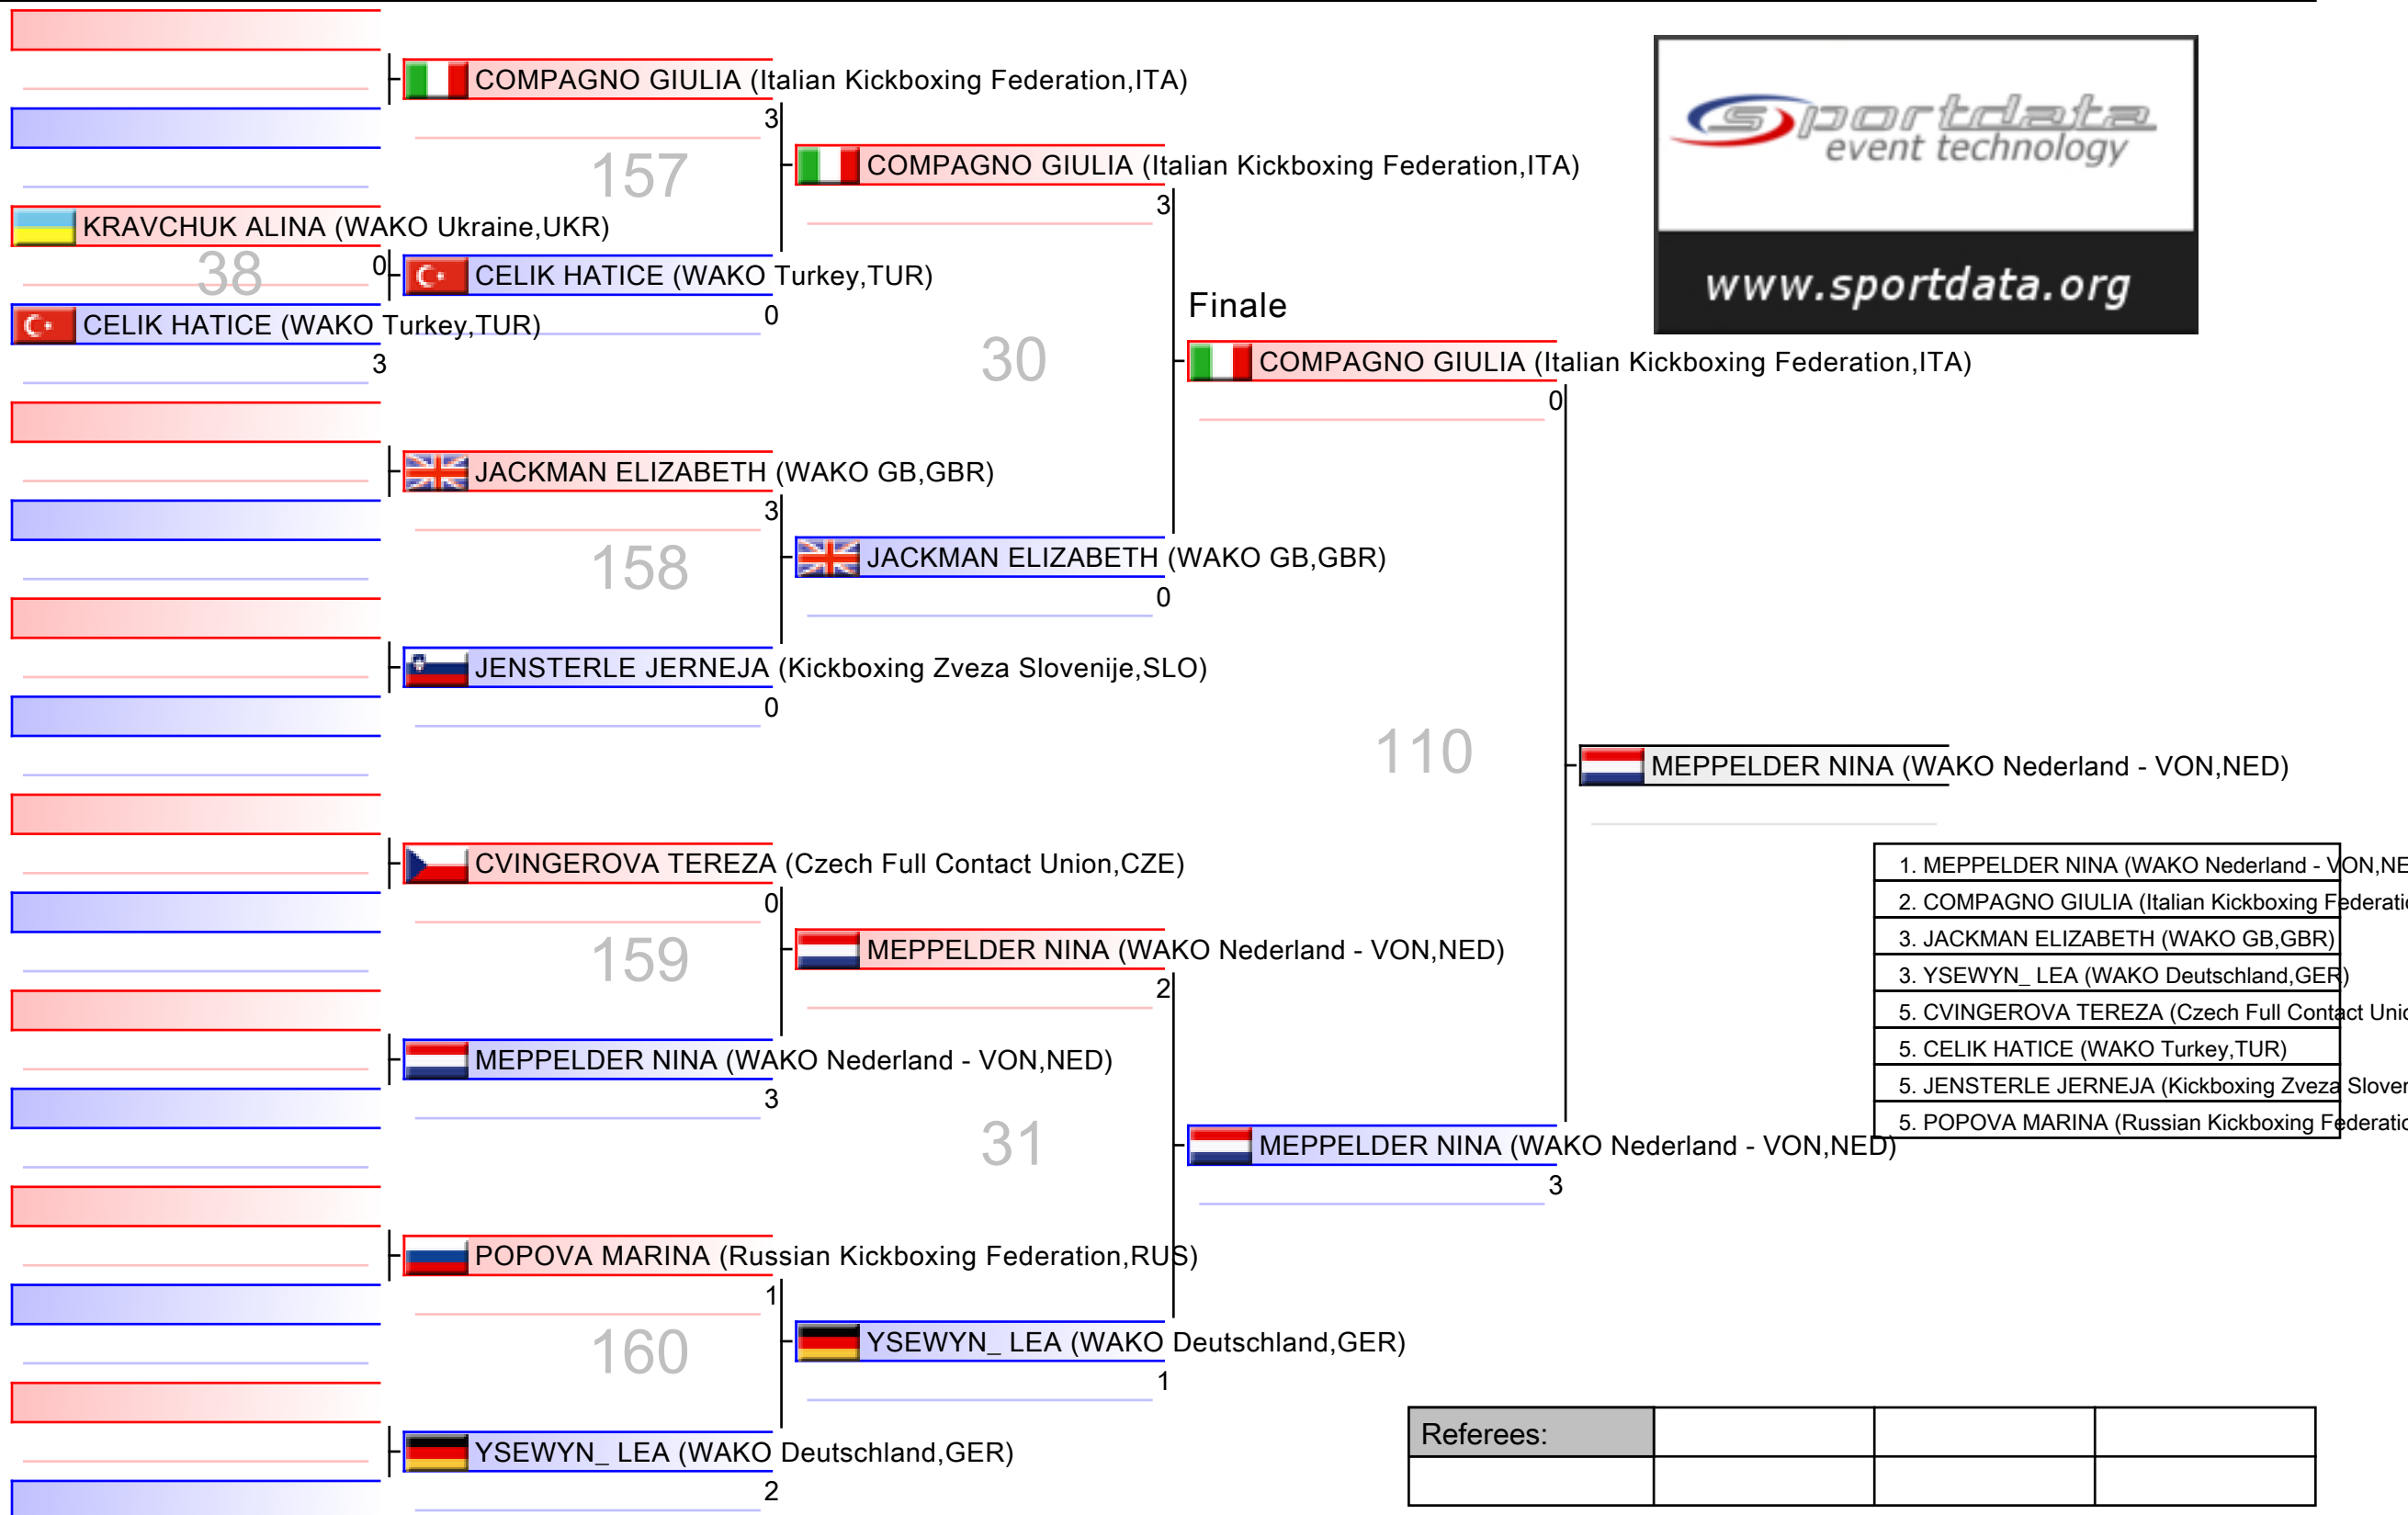 COMPAGNO GIULIA (Italian Kickboxing Federation,ITA)
3
157
COMPAGNO GIULIA (Italian Kickboxing Federation,ITA)
3
sportdata
event technology
www.sportdata.org
KRAVCHUK ALINA (WAKO Ukraine,UKR)
0
38
CELIK HATICE (WAKO Turkey,TUR)
0
CELIK HATICE (WAKO Turkey,TUR)
3
30
Finale
COMPAGNO GIULIA (Italian Kickboxing Federation,ITA)
0
JACKMAN ELIZABETH (WAKO GB,GBR)
3
158
JACKMAN ELIZABETH (WAKO GB,GBR)
0
JENSTERLE JERNEJA (Kickboxing Zveza Slovenije,SLO)
0
110
MEPPELDER NINA (WAKO Nederland - VON,NED)
CVINGEROVA TEREZA (Czech Full Contact Union,CZE)
0
159
MEPPELDER NINA (WAKO Nederland - VON,NED)
2
MEPPELDER NINA (WAKO Nederland - VON,NED)
3
31
MEPPELDER NINA (WAKO Nederland - VON,NED)
3
1. MEPPELDER NINA (WAKO Nederland - VON,NE
2. COMPAGNO GIULIA (Italian Kickboxing Federati
3. JACKMAN ELIZABETH (WAKO GB,GBR)
3. YSEWYN_ LEA (WAKO Deutschland,GER)
5. CVINGEROVA TEREZA (Czech Full Contact Uni
5. CELIK HATICE (WAKO Turkey,TUR)
5. JENSTERLE JERNEJA (Kickboxing Zveza Slove
5. POPOVA MARINA (Russian Kickboxing Federati
POPOVA MARINA (Russian Kickboxing Federation,RUS)
1
160
YSEWYN_ LEA (WAKO Deutschland,GER)
1
YSEWYN_ LEA (WAKO Deutschland,GER)
2
Referees: